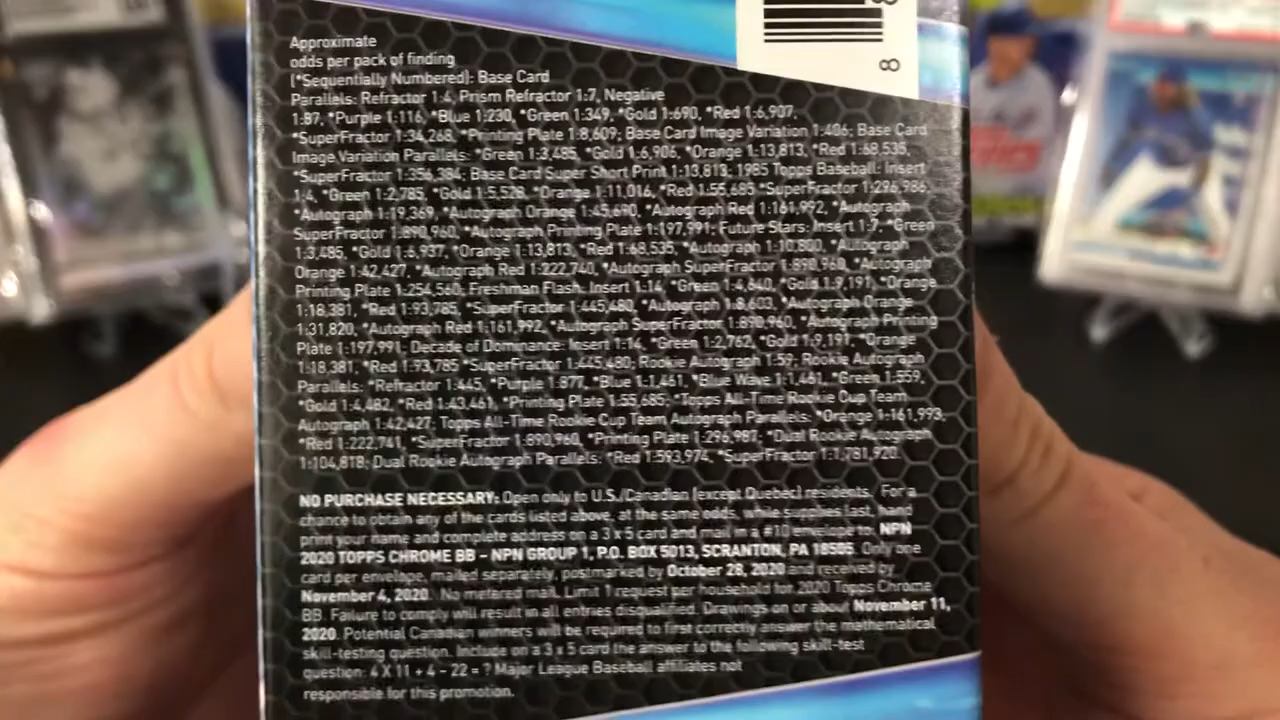 8
8
Approximate
odds per pack of finding
(*Sequentially Numbered): Base Card
Parallels: Refractor 1:4, Prism Refractor 1:7, Negative
1:87, *Purple 1:116, *Blue 1:230, *Green 1:349, *Gold 1:690, *Red 1:6,907,
*SuperFractor 1:34,268, *Printing Plate 1:8,609; Base Card Image Variation 1:406; Base Card
Image Variation Parallels: *Green 1:3,485, *Gold 1:6,906, *Orange 1:13,813, *Red 1:68,535,
*SuperFractor 1:356,384; Base Card Super Short Print 1:13,813; 1985 Topps Baseball: Insert
1:4, *Green 1:2,785, *Gold 1:5,528, *Orange 1:11,016, *Red 1:55,685 *SuperFractor 1:296,986,
*Autograph 1:19,369, *Autograph Orange 1:45,690, *Autograph Red 1:161,992, *Autograph
SuperFractor 1:890,960, *Autograph Printing Plate 1:197,991; Future Stars: Insert 1:7, *Green
1:3,485, *Gold 1:6,937, *Orange 1:13,813, *Red 1:68,535, *Autograph 1:10,800, *Autograph
Orange 1:42,427, *Autograph Red 1:222,740, *Autograph SuperFractor 1:890,960, *Autograph
Printing Plate 1:254,560; Freshman Flash: Insert 1:14, *Green 1:4,640, *Gold 1:9,191, *Orange
1:18,381, *Red 1:93,785, *SuperFractor 1:445,480, *Autograph 1:8,603, *Autograph Orange
1:31,820, *Autograph Red 1:161,992, *Autograph SuperFractor 1:890,960, *Autograph Printing
Plate 1:197,991; Decade of Dominance: Insert 1:14, *Green 1:2,762, *Gold 1:9,191, *Orange
1:18,381, *Red 1:93,785 *SuperFractor 1:445,480; Rookie Autograph 1:59; Rookie Autograph
Parallels: *Refractor 1:445, *Purple 1:877, *Blue 1:1,461, *Blue Wave 1:1,461, *Green 1:559,
*Gold 1:4,482, *Red 1:43,461, *Printing Plate 1:55,685; *Topps All-Time Rookie Cup Team
Autograph 1:42,427; Topps All-Time Rookie Cup Team Autograph Parallels: *Orange 1:161,993,
*Red 1:222,741, *SuperFractor 1:890,960, *Printing Plate 1:296,987; *Dual Rookie Autograph
1:104,818; Dual Rookie Autograph Parallels: *Red 1:593,974, *SuperFractor 1:1,781,920.
NO PURCHASE NECESSARY: Open only to U.S./Canadian (except Quebec) residents. For a
chance to obtain any of the cards listed above, at the same odds, while supplies last, hand
print your name and complete address on a 3 x 5 card and mail in a #10 envelope to: NPN
2020 TOPPS CHROME BB – NPN GROUP 1, P.O. BOX 5013, SCRANTON, PA 18505. Only one
card per envelope, mailed separately, postmarked by October 28, 2020 and received by
November 4, 2020. No metered mail. Limit 1 request per household for 2020 Topps Chrome
BB. Failure to comply will result in all entries disqualified. Drawings on or about November 11,
2020. Potential Canadian winners will be required to first correctly answer the mathematical
skill-testing question. Include on a 3 x 5 card the answer to the following skill-test
question: 4 X 11 + 4 – 22 = ? Major League Baseball affiliates not
responsible for this promotion.